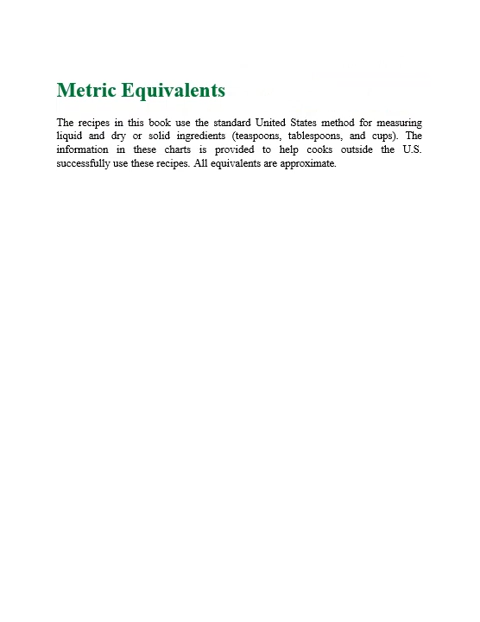 Metric Equivalents
The recipes in this book use the standard United States method for measuring
liquid and dry or solid ingredients (teaspoons, tablespoons, and cups). The
information in these charts is provided to help cooks outside the U.S.
successfully use these recipes. All equivalents are approximate.